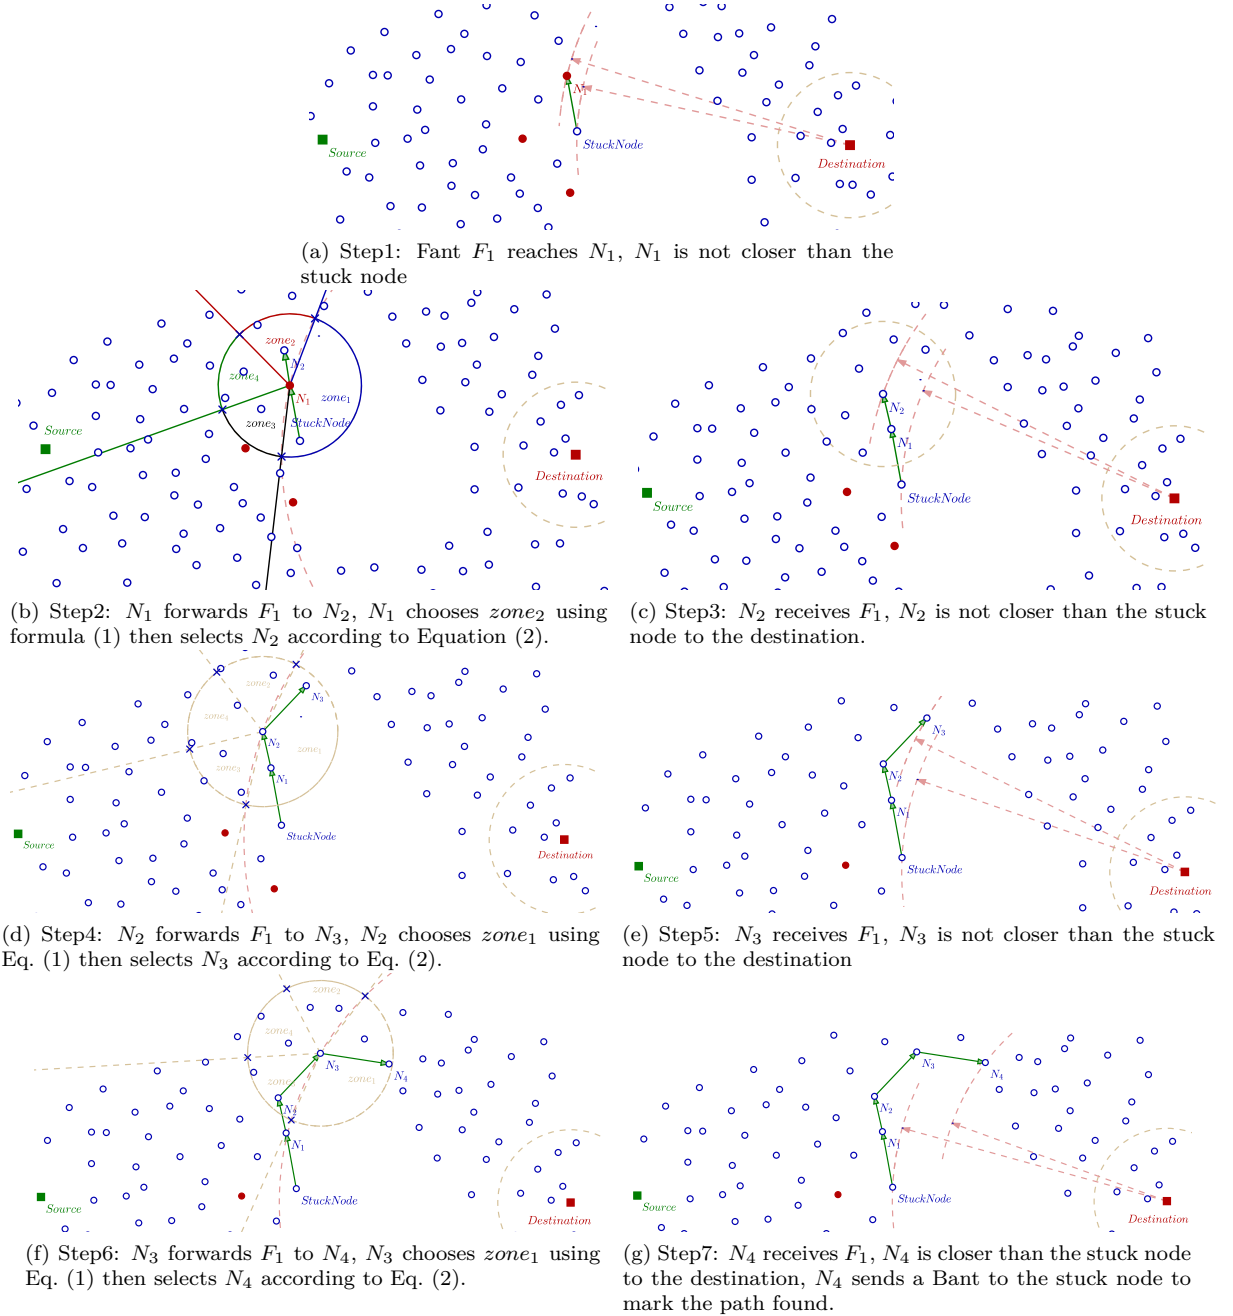 N₁
StuckNode
Source
Destination
(a) Step1: Fant F₁ reaches N₁, N₁ is not closer than the
stuck node
zone₂
N₂
zone₄
N₁
zone₁
zone₃
StuckNode
Source
Destination
(b) Step2: N₁ forwards F₁ to N₂, N₁ chooses zone₂ using
formula (1) then selects N₂ according to Equation (2).
N₂
N₁
StuckNode
Source
Destination
(c) Step3: N₂ receives F₁, N₂ is not closer than the stuck
node to the destination.
zone₂
N₃
zone₄
N₂
zone₁
zone₃
N₁
StuckNode
Source
Destination
(d) Step4: N₂ forwards F₁ to N₃, N₂ chooses zone₁ using
Eq. (1) then selects N₃ according to Eq. (2).
N₃
N₂
N₁
StuckNode
Source
Destination
(e) Step5: N₃ receives F₁, N₃ is not closer than the stuck
node to the destination
zone₂
zone₄
N₃
N₄
zone₁
zone
N₂
N₁
StuckNode
Source
Destination
(f) Step6: N₃ forwards F₁ to N₄, N₃ chooses zone₁ using
Eq. (1) then selects N₄ according to Eq. (2).
N₃
N₄
N₂
N₁
StuckNode
Source
Destination
(g) Step7: N₄ receives F₁, N₄ is closer than the stuck node
to the destination, N₄ sends a Bant to the stuck node to
mark the path found.